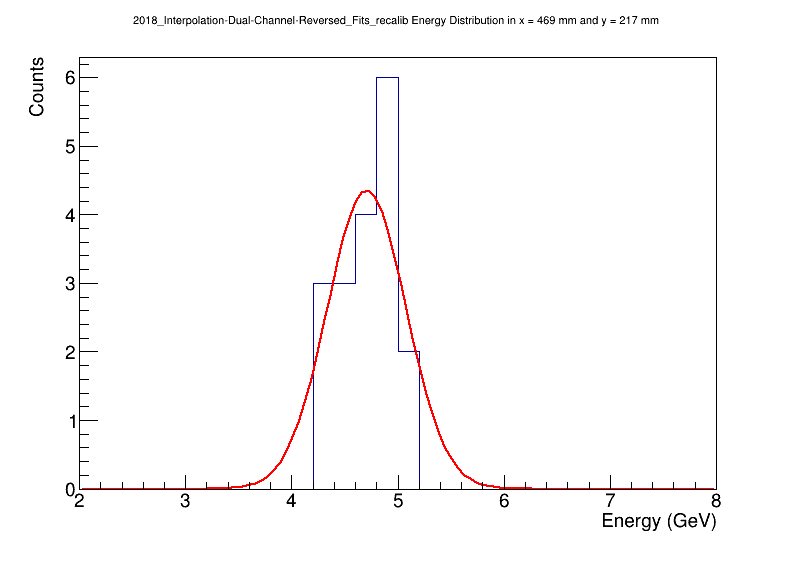 2018_Interpolation-Dual-Channel-Reversed_Fits_recalib Energy Distribution in x = 469 mm and y = 217 mm
Counts
6
5
4
3
2
1
0
2 3 4 5 6 7 8
Energy (GeV)